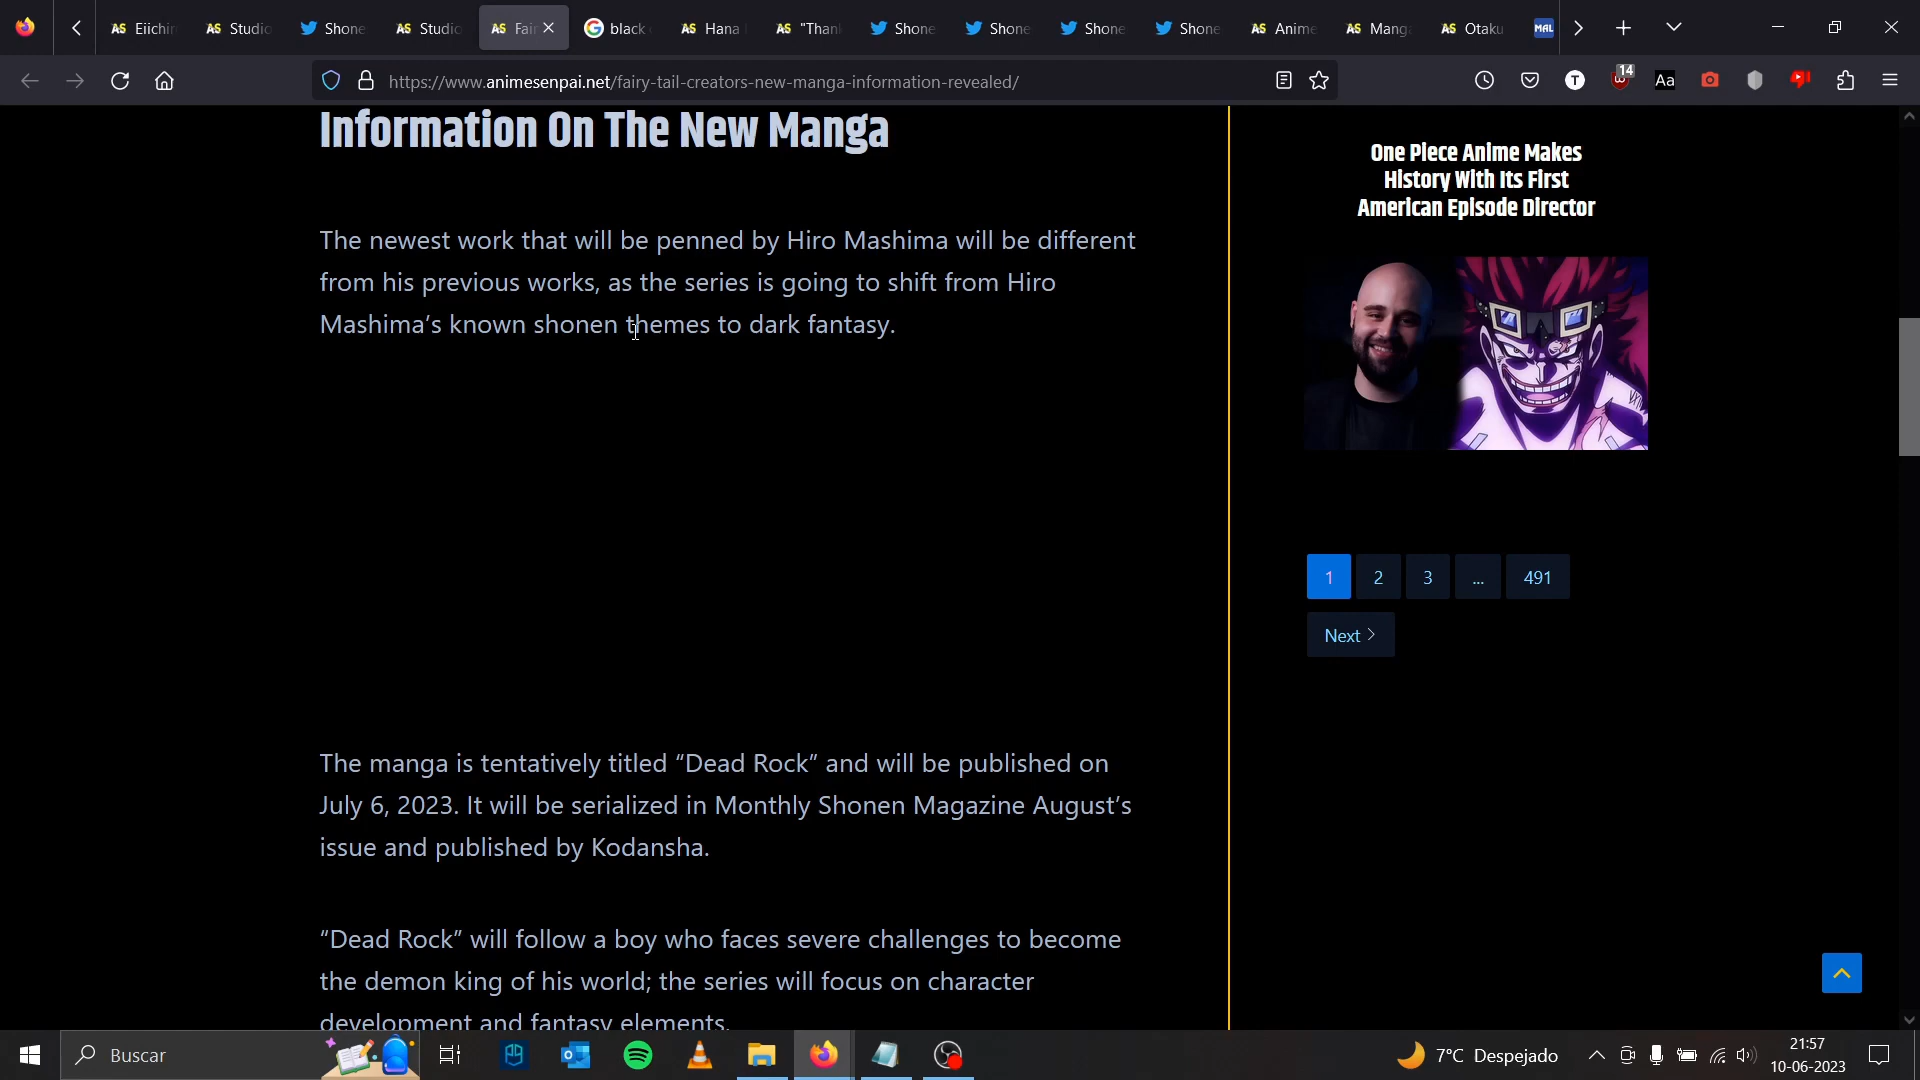 Eiichir
Studio
Shone
Studio
Fair
black
Hana
"Than
Shone
Shone
Shone
Shone
Anime
Manga
Otaku
MAL
https://www.animesenpai.net/fairy-tail-creators-new-manga-information-revealed/
14
T
Aa
Information On The New Manga
The newest work that will be penned by Hiro Mashima will be different
from his previous works, as the series is going to shift from Hiro
Mashima's known shonen themes to dark fantasy.
The manga is tentatively titled “Dead Rock” and will be published on
July 6, 2023. It will be serialized in Monthly Shonen Magazine August's
issue and published by Kodansha.
“Dead Rock” will follow a boy who faces severe challenges to become
the demon king of his world; the series will focus on character
development and fantasy elements.
One Piece Anime Makes
History With Its First
American Episode Director
1 2 3 ... 491
Next
Buscar
7°C Despejado
21:57
10-06-2023